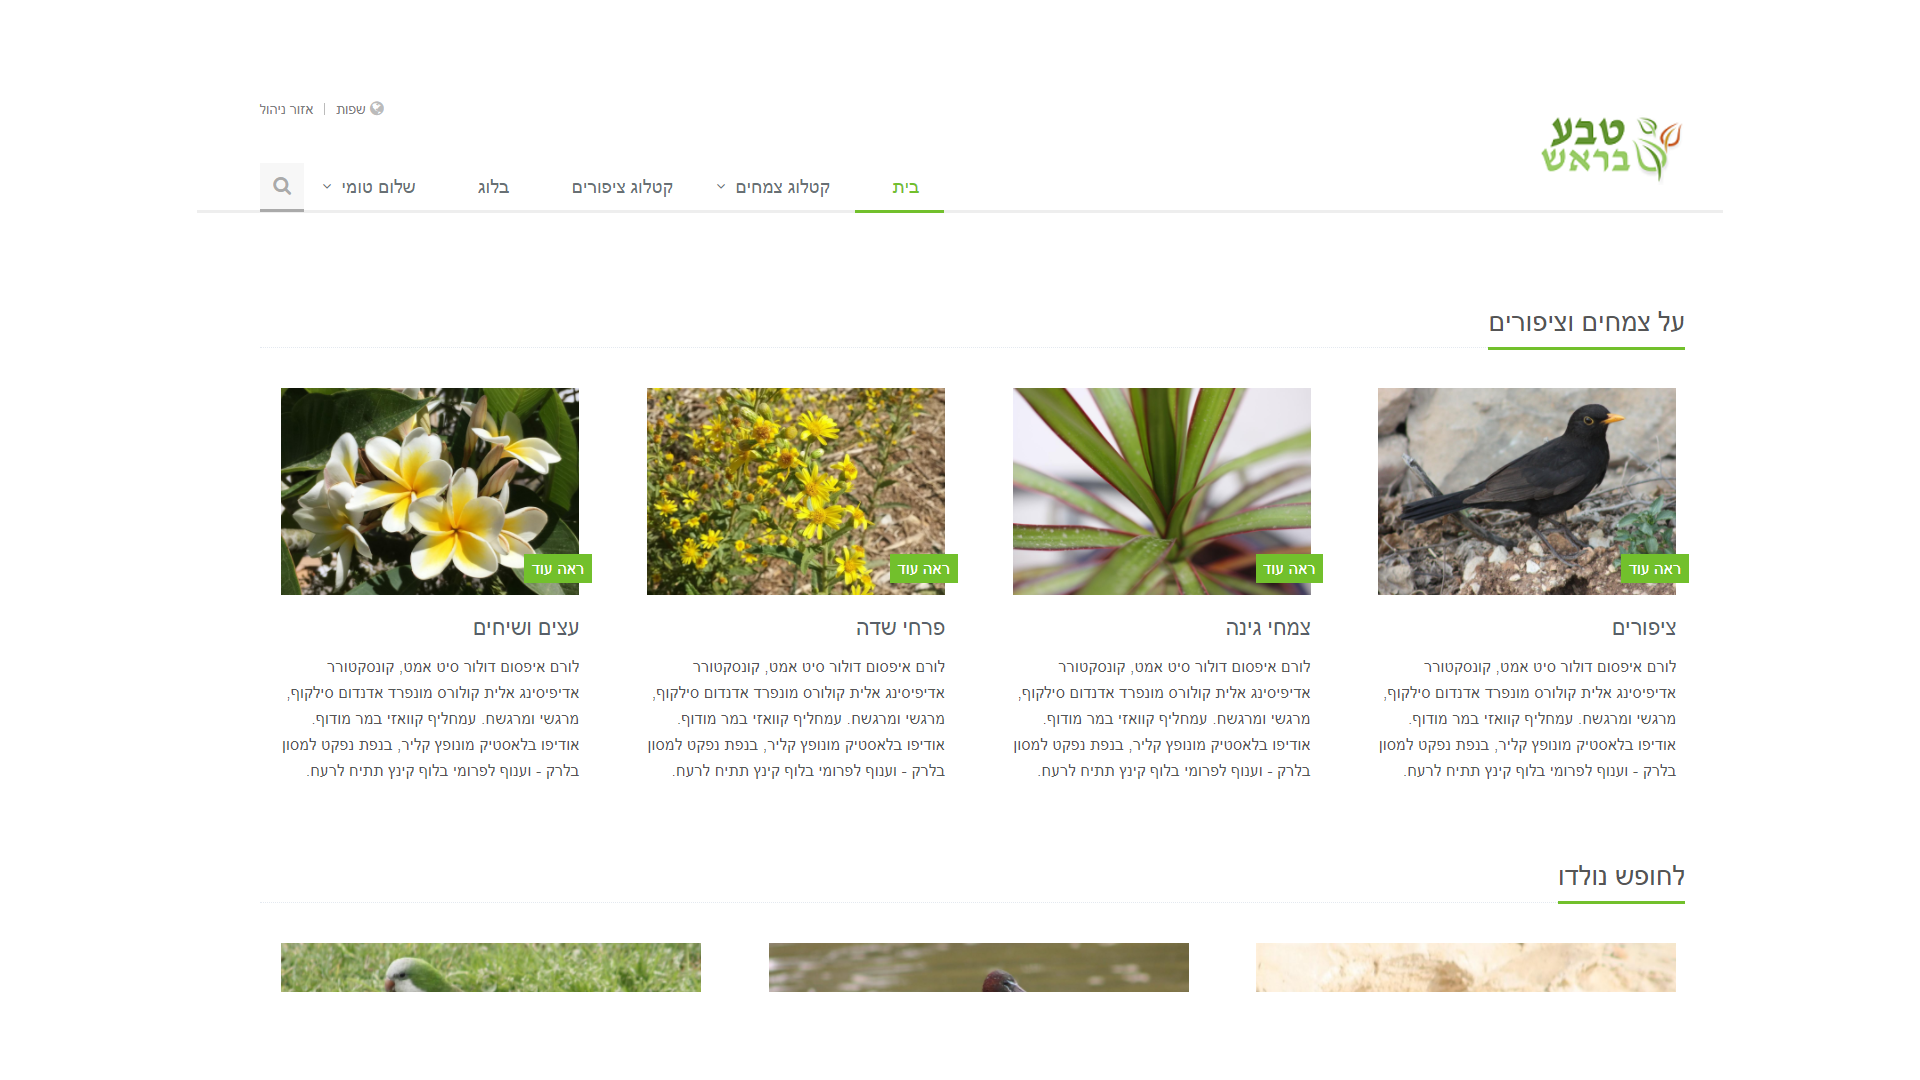 שפות | אזור ניהול
טבע
בראש
בית
קטלוג צמחים
קטלוג ציפורים
בלוג
שלום טומי
על צמחים וציפורים
ראה עוד
ציפורים
לורם איפסום דולור סיט אמט, קונסקטורר
אדיפיסינג אלית קולורס מונפרד אדנדום סילקוף,
מרגשי ומרגשח. עמחליף קוואזי במר מודוף.
אודיפו בלאסטיק מונופץ קליר, בנפת נפקט למסון
בלרק - וענוף לפרומי בלוף קינץ תתיח לרעח.
ראה עוד
צמחי גינה
לורם איפסום דולור סיט אמט, קונסקטורר
אדיפיסינג אלית קולורס מונפרד אדנדום סילקוף,
מרגשי ומרגשח. עמחליף קוואזי במר מודוף.
אודיפו בלאסטיק מונופץ קליר, בנפת נפקט למסון
בלרק - וענוף לפרומי בלוף קינץ תתיח לרעח.
ראה עוד
פרחי שדה
לורם איפסום דולור סיט אמט, קונסקטורר
אדיפיסינג אלית קולורס מונפרד אדנדום סילקוף,
מרגשי ומרגשח. עמחליף קוואזי במר מודוף.
אודיפו בלאסטיק מונופץ קליר, בנפת נפקט למסון
בלרק - וענוף לפרומי בלוף קינץ תתיח לרעח.
ראה עוד
עצים ושיחים
לורם איפסום דולור סיט אמט, קונסקטורר
אדיפיסינג אלית קולורס מונפרד אדנדום סילקוף,
מרגשי ומרגשח. עמחליף קוואזי במר מודוף.
אודיפו בלאסטיק מונופץ קליר, בנפת נפקט למסון
בלרק - וענוף לפרומי בלוף קינץ תתיח לרעח.
לחופש נולדו